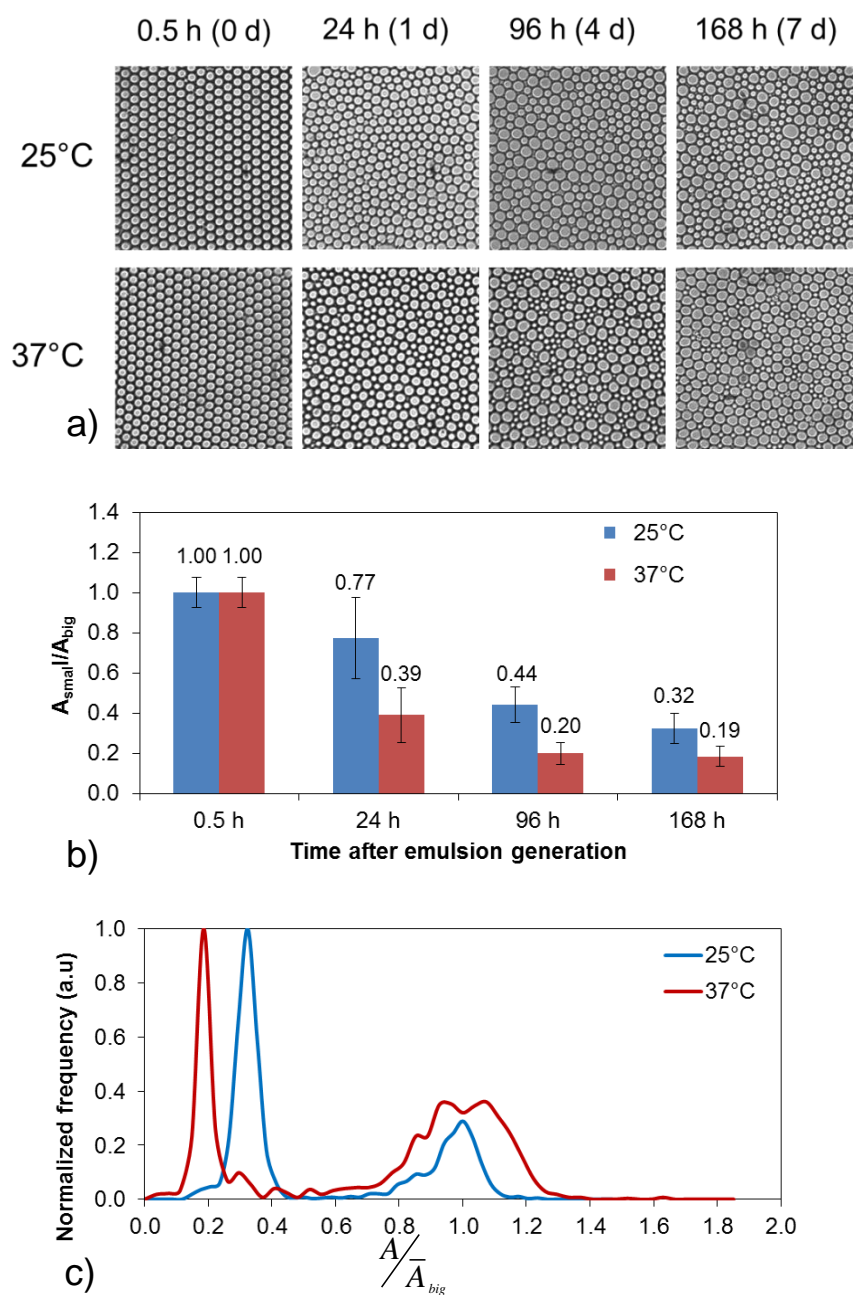 0.5 h (0 d) 24 h (1 d) 96 h (4 d) 168 h (7 d)
25°C
37°C
a)
1.4
1.2
1.0
0.8
0.6
0.4
0.2
0.0
A_small/A_big
25°C
37°C
1.00 1.00
0.77
0.39
0.44
0.20
0.32
0.19
0.5 h 24 h 96 h 168 h
Time after emulsion generation
b)
1.0
0.8
0.6
0.4
0.2
0.0
Normalized frequency (a.u)
25°C
37°C
0.0 0.2 0.4 0.6 0.8 1.0 1.2 1.4 1.6 1.8 2.0
A/A̅_big
c)